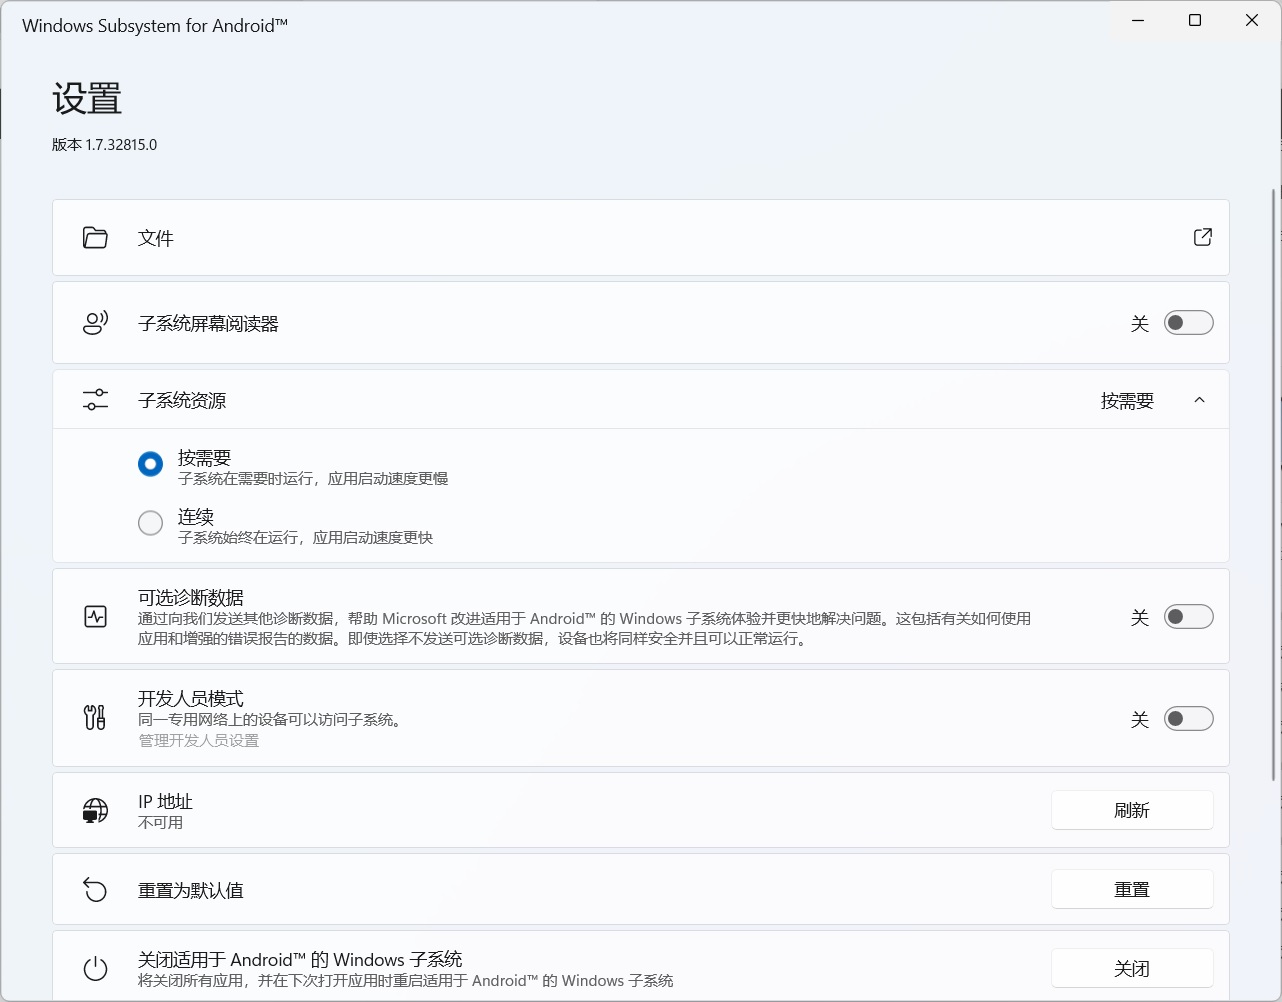 Windows Subsystem for Android™
设置
版本 1.7.32815.0
文件
子系统屏幕阅读器
关
子系统资源
按需要
按需要
子系统在需要时运行，应用启动速度更慢
连续
子系统始终在运行，应用启动速度更快
可选诊断数据
通过向我们发送其他诊断数据，帮助 Microsoft 改进适用于 Android™ 的 Windows 子系统体验并更快地解决问题。这包括有关如何使用
应用和增强的错误报告的数据。即使选择不发送可选诊断数据，设备也将同样安全并且可以正常运行。
关
开发人员模式
同一专用网络上的设备可以访问子系统。
管理开发人员设置
关
IP 地址
不可用
刷新
重置为默认值
重置
关闭适用于 Android™ 的 Windows 子系统
将关闭所有应用，并在下次打开应用时重启适用于 Android™ 的 Windows 子系统
关闭